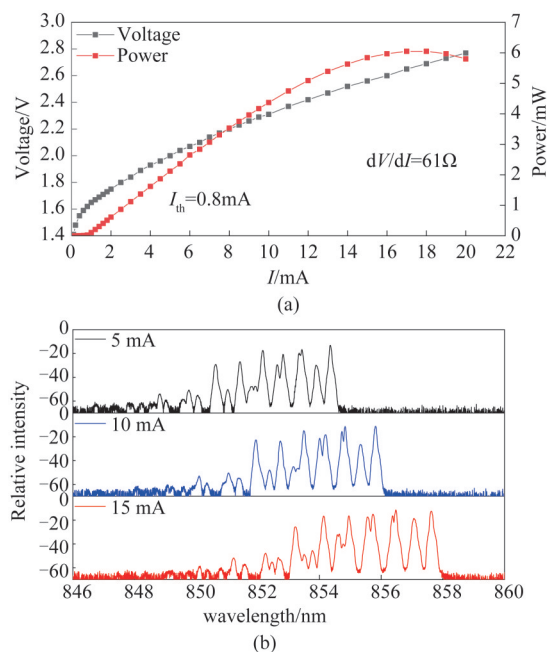 (a)
3.0
2.8
2.6
2.4
2.2
2.0
1.8
1.6
1.4
Voltage/V
Voltage
Power
7
6
5
4
3
2
1
0
Power/mW
dV/dI=61Ω
I_th=0.8mA
0 2 4 6 8 10 12 14 16 18 20 22
I/mA
(a)
Relative intensity
0
−20
−40
−60
5 mA
0
−20
−40
−60
10 mA
0
−20
−40
−60
15 mA
846 848 850 852 854 856 858 860
wavelength/nm
(b)